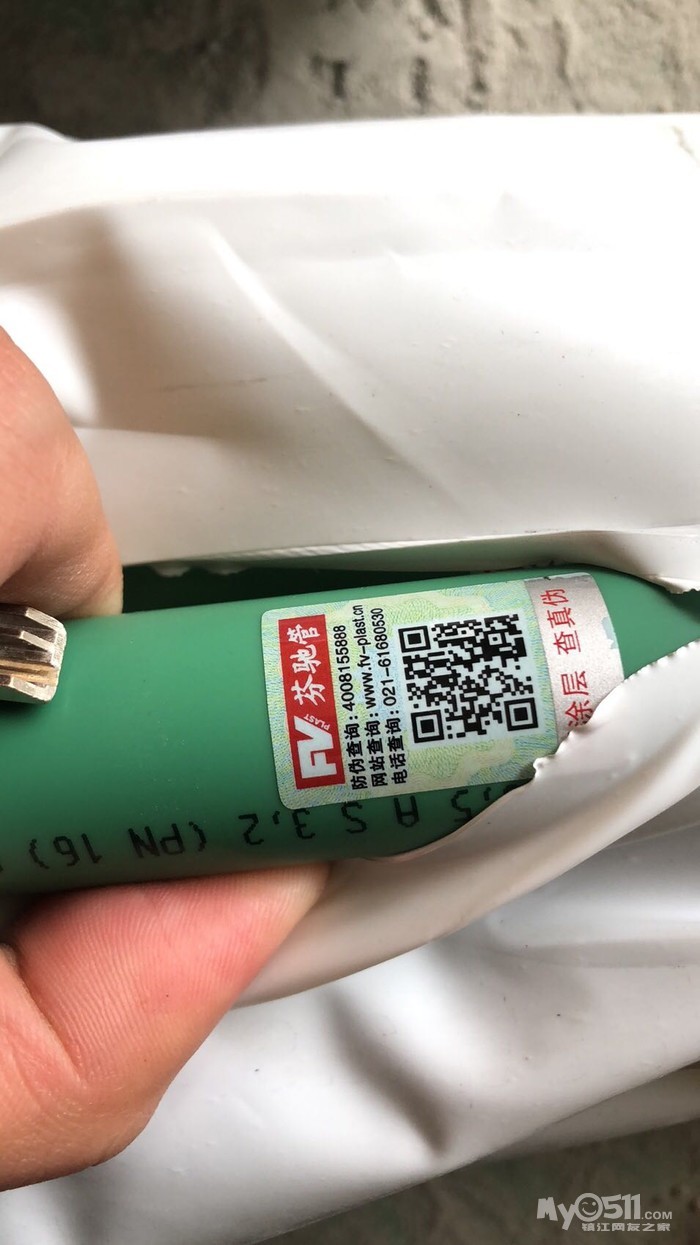 FV
PLAST
芬驰管
防伪查询:4008155888
网站查询:www.fv-plast.cn
电话查询:021-61680530
涂层 查真伪
A S 3,2 (PN 16)
MY0511.COM
镇江网友之家